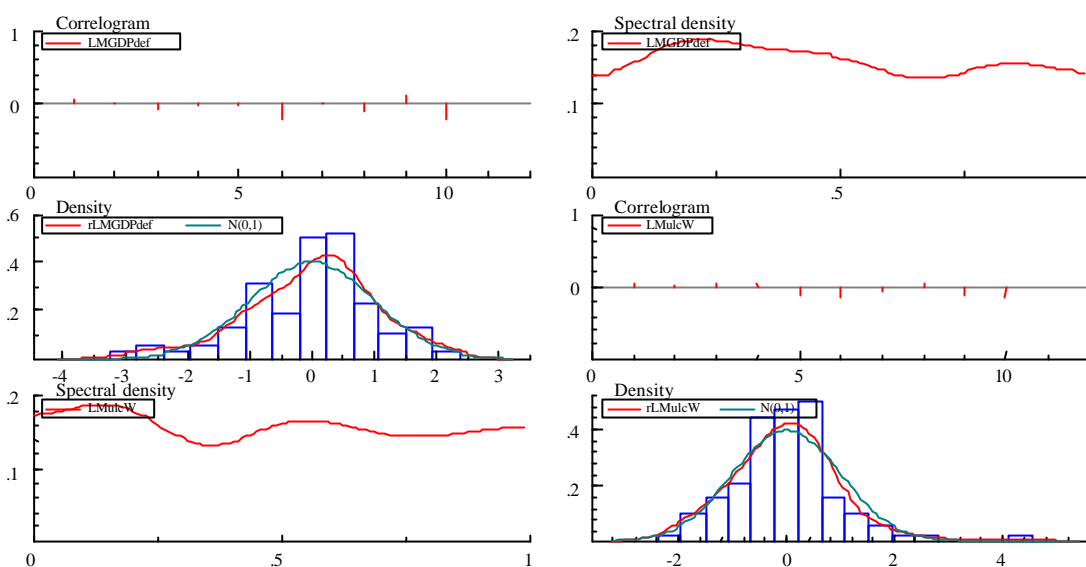 Correlogram
LMGDPdef
1
0
0 5 10
Spectral density
LMGDPdef
.2
.1
0 .5
Density
rLMGDPdef N(0,1)
.6
.4
.2
-4 -3 -2 -1 0 1 2 3
Correlogram
LMulcW
1
0
5 10
Spectral density
LMulcW
.2
.1
0 .5 1
Density
rLMulcW N(0,1)
.4
.2
-2 0 2 4